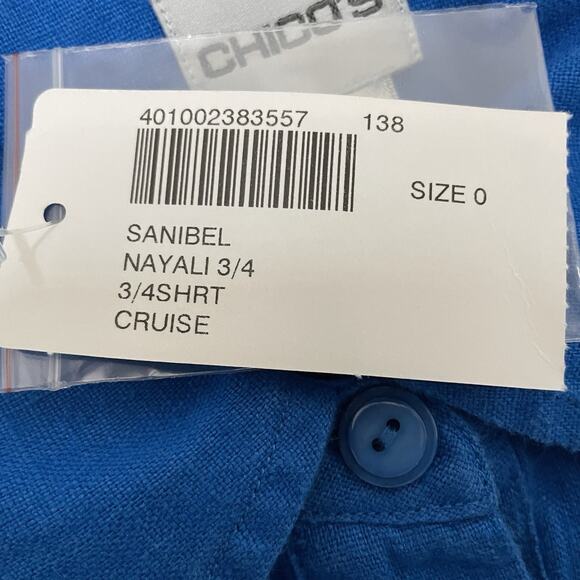 CHICO'S
401002383557 138
SIZE 0
SANIBEL
NAYALI 3/4
3/4SHRT
CRUISE